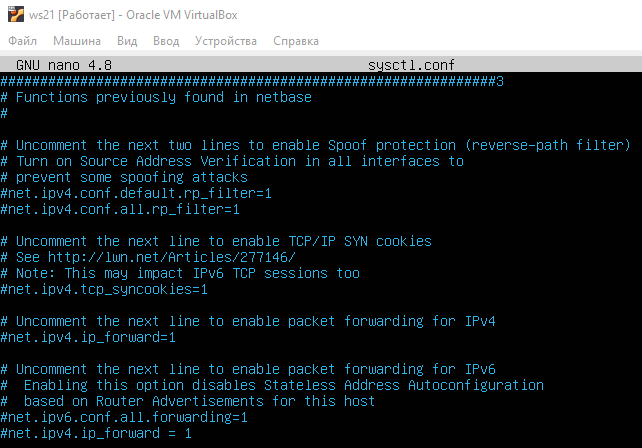 ws21 [Работает] - Oracle VM VirtualBox
Файл Машина Вид Ввод Устройства Справка
GNU nano 4.8 sysctl.conf
##############################################################3
# Functions previously found in netbase
#
# Uncomment the next two lines to enable Spoof protection (reverse-path filter)
# Turn on Source Address Verification in all interfaces to
# prevent some spoofing attacks
#net.ipv4.conf.default.rp_filter=1
#net.ipv4.conf.all.rp_filter=1
# Uncomment the next line to enable TCP/IP SYN cookies
# See http://lwn.net/Articles/277146/
# Note: This may impact IPv6 TCP sessions too
#net.ipv4.tcp_syncookies=1
# Uncomment the next line to enable packet forwarding for IPv4
#net.ipv4.ip_forward=1
# Uncomment the next line to enable packet forwarding for IPv6
#  Enabling this option disables Stateless Address Autoconfiguration
#  based on Router Advertisements for this host
#net.ipv6.conf.all.forwarding=1
#net.ipv4.ip_forward = 1